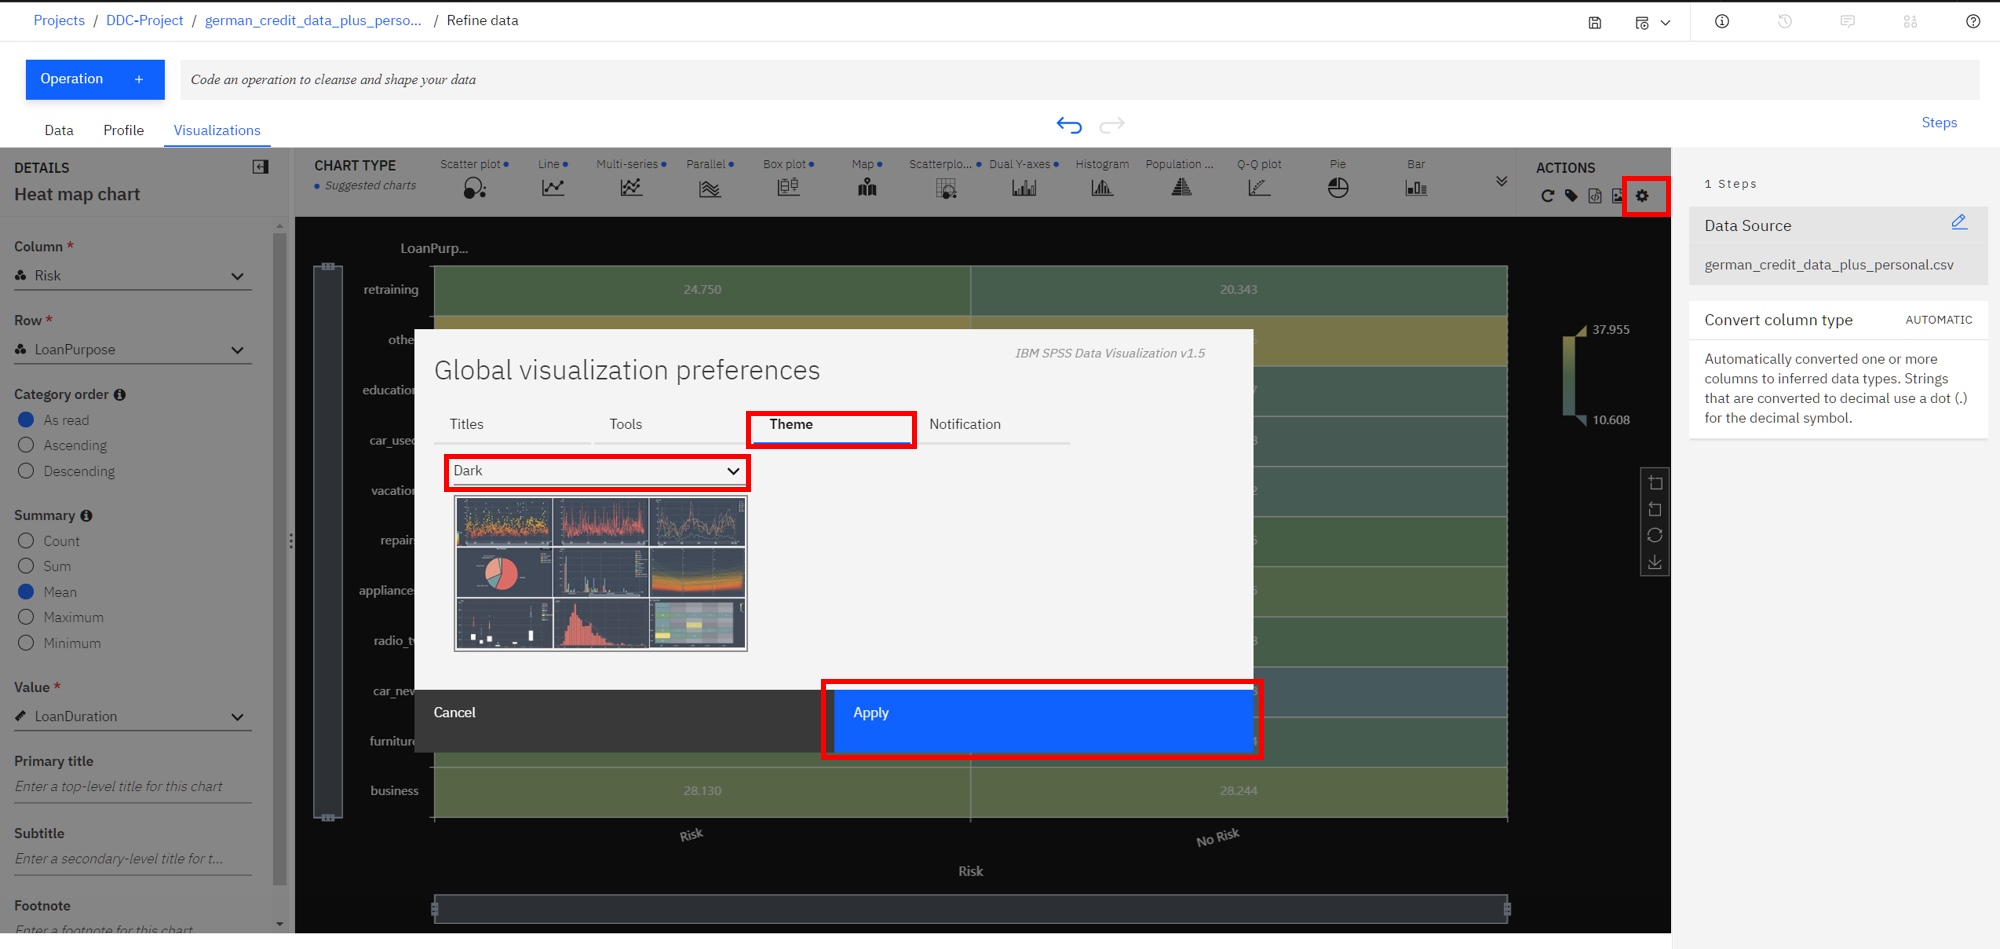 Projects / DDC-Project / german_credit_data_plus_perso... / Refine data
Operation +
Code an operation to cleanse and shape your data
Data Profile Visualizations
Steps
DETAILS
Heat map chart
Column *
Risk
Row *
LoanPurpose
Category order
As read
Ascending
Descending
Summary
Count
Sum
Mean
Maximum
Minimum
Value *
LoanDuration
Primary title
Enter a top-level title for this chart
Subtitle
Enter a secondary-level title for t...
Footnote
Enter a footnote for this chart
CHART TYPE
Suggested charts
Scatter plot Line Multi-series Parallel Box plot Map Scatterplo... Dual Y-axes Histogram Population ... Q-Q plot Pie Bar
ACTIONS
LoanPurp...
retraining 24.750 20.343
othe
education
car_used
vacation
repairs
appliances
radio_t
car_new
furniture
business 28.130 28.244
Risk No Risk
Risk
37.955
10.608
Global visualization preferences
IBM SPSS Data Visualization v1.5
Titles Tools Theme Notification
Dark
Cancel Apply
1 Steps
Data Source
german_credit_data_plus_personal.csv
Convert column type AUTOMATIC
Automatically converted one or more
columns to inferred data types. Strings
that are converted to decimal use a dot (.)
for the decimal symbol.